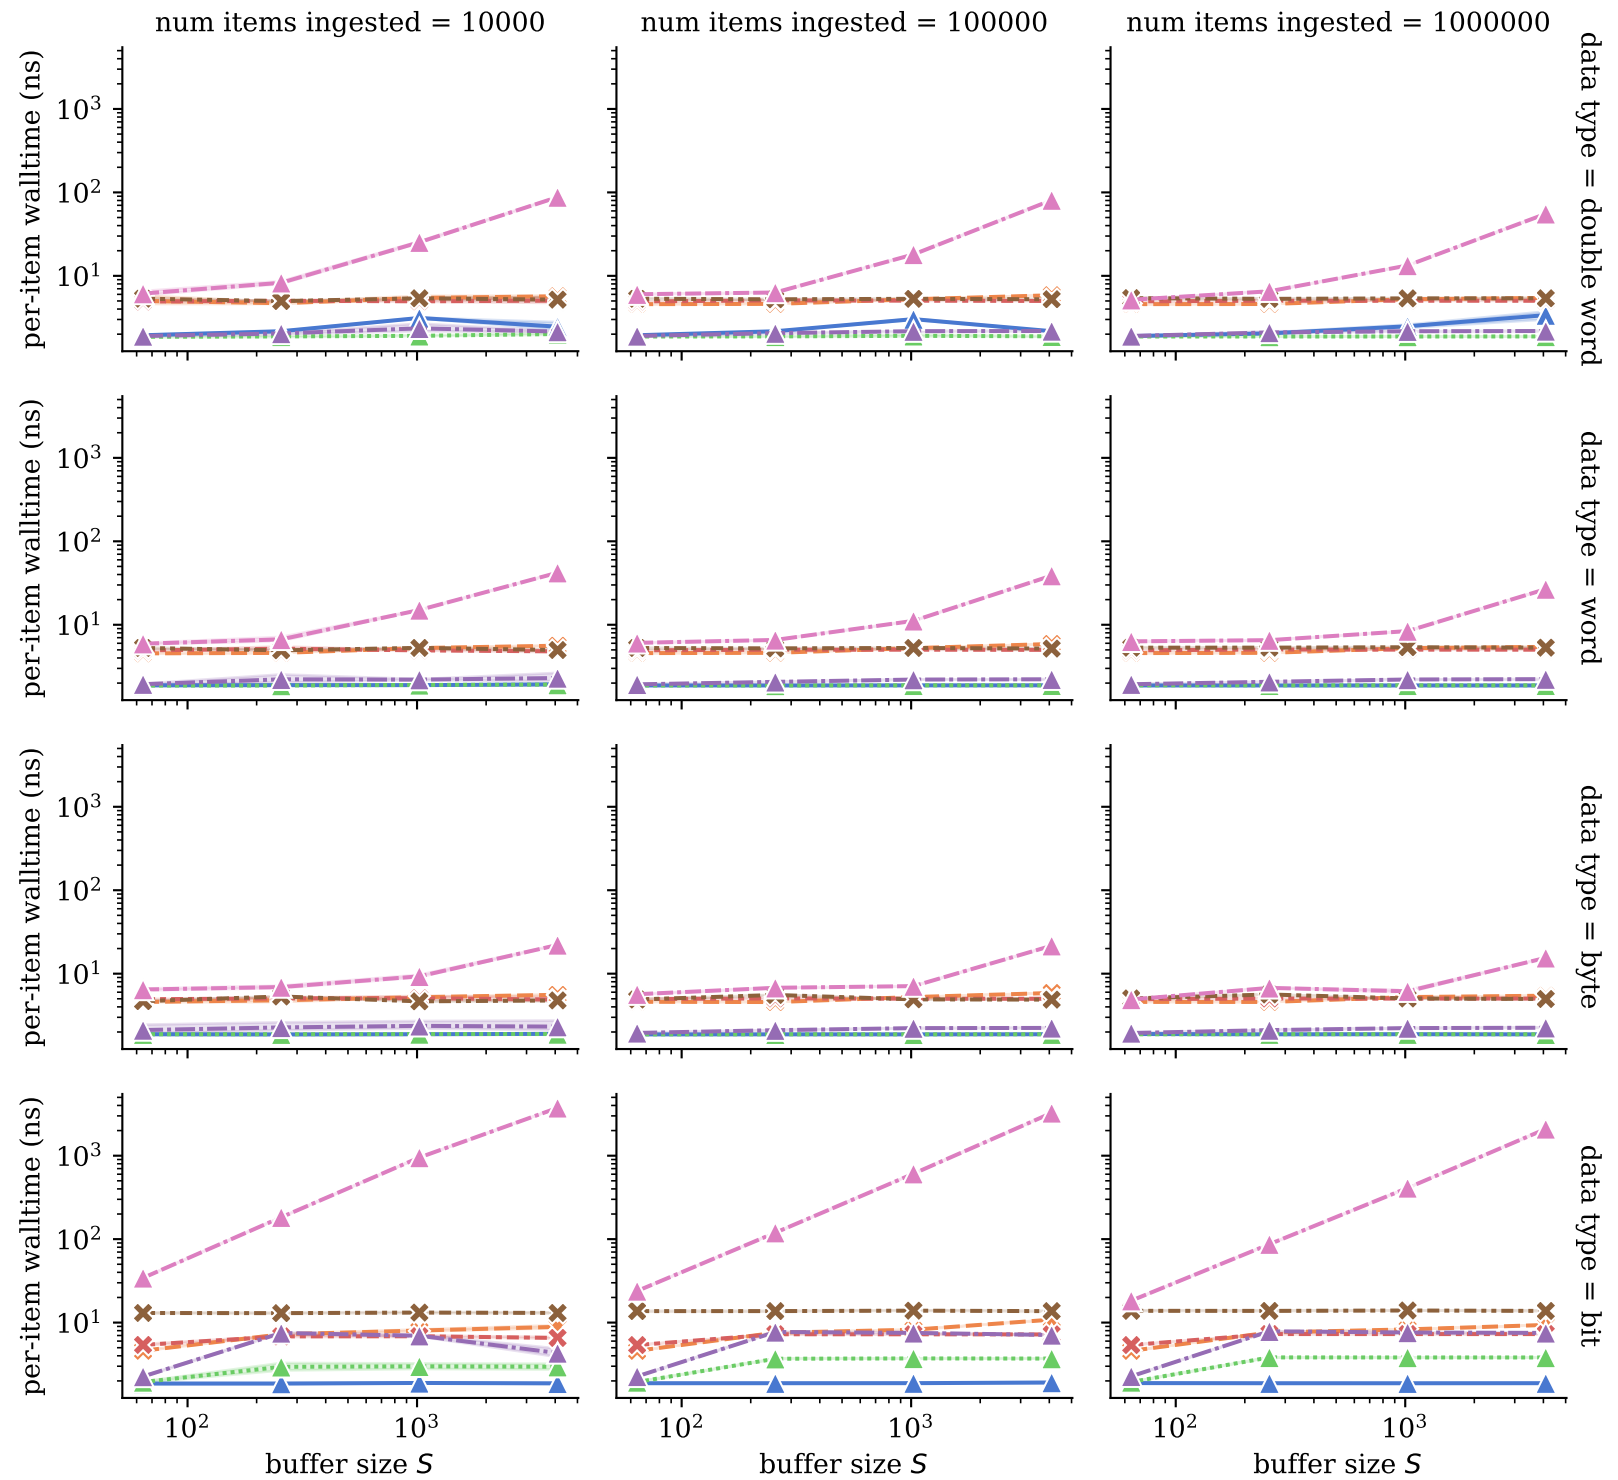 num items ingested = 10000
num items ingested = 100000
num items ingested = 1000000
per-item walltime (ns)
10³
10²
10¹
data type = double word
per-item walltime (ns)
10³
10²
10¹
data type = word
per-item walltime (ns)
10³
10²
10¹
data type = byte
per-item walltime (ns)
10³
10²
10¹
data type = bit
10² 10³
10² 10³
10² 10³
buffer size S
buffer size S
buffer size S